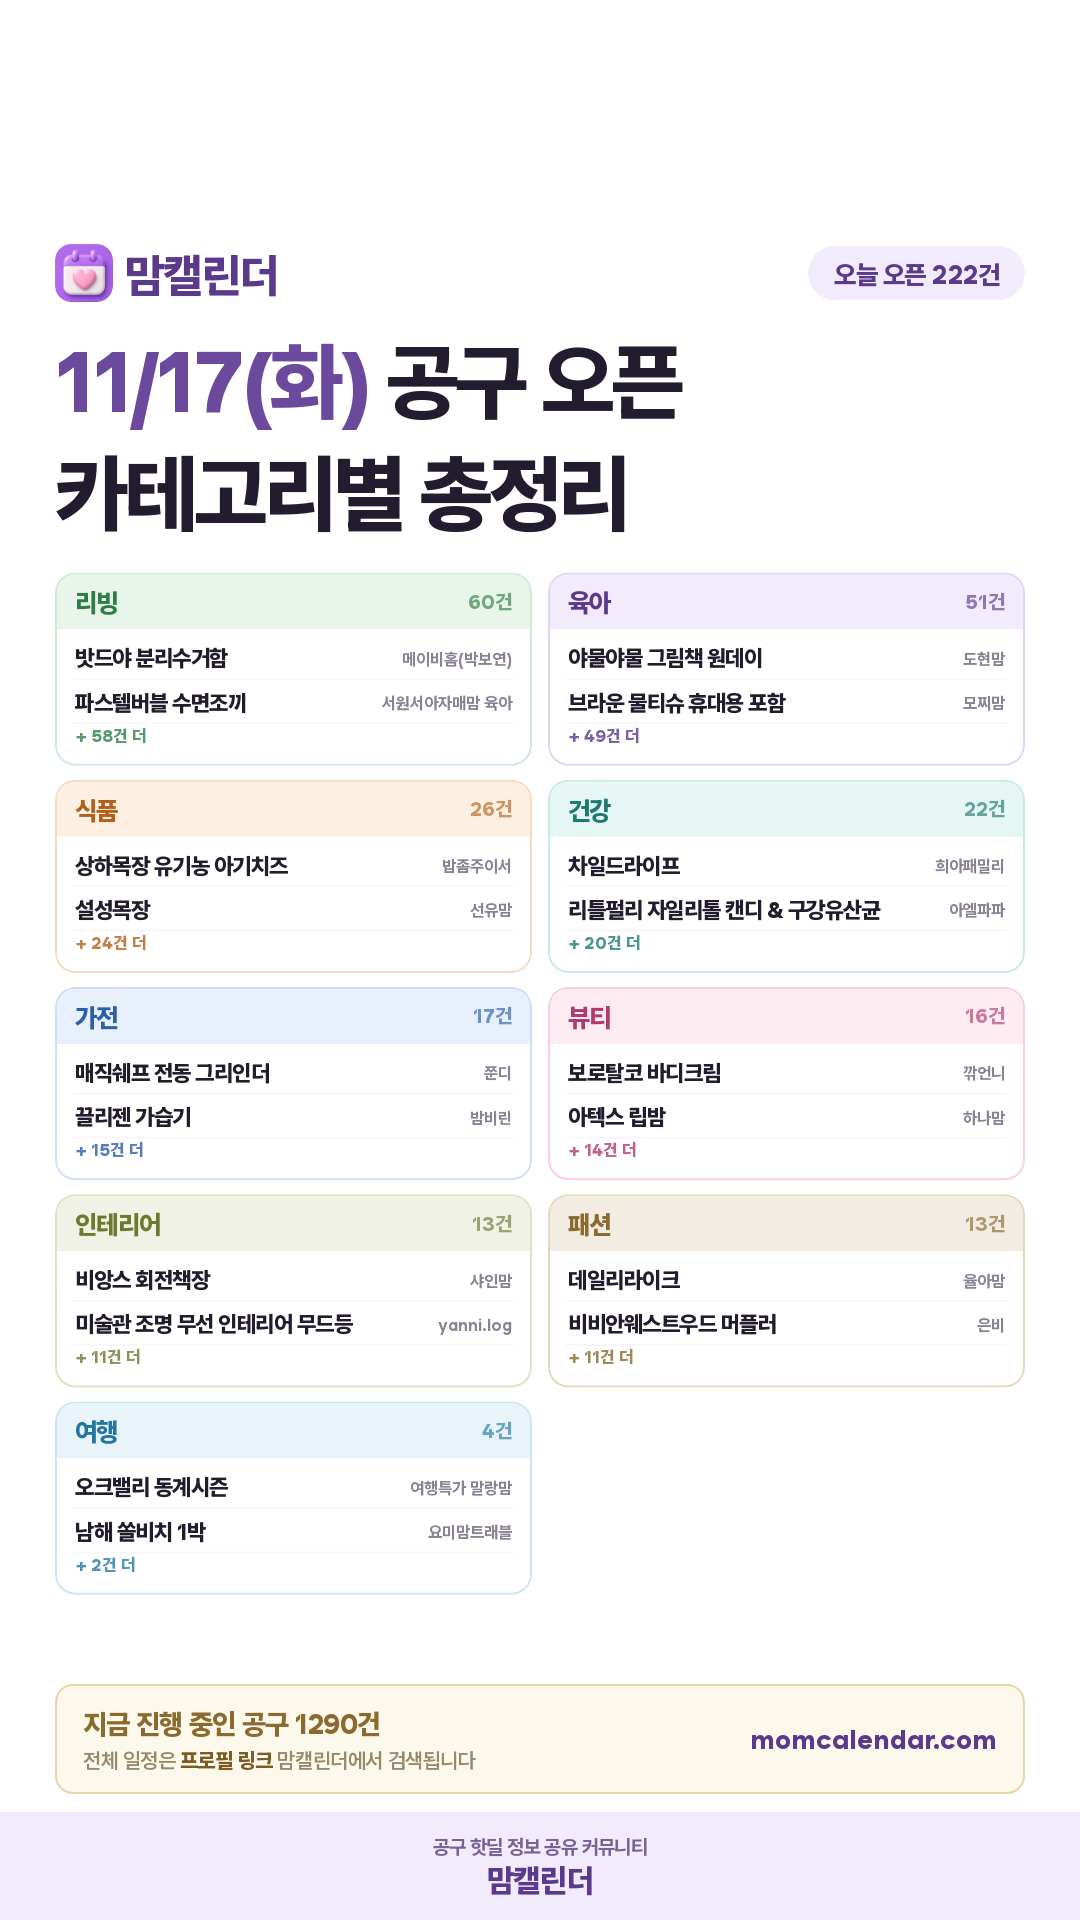 맘캘린더
오늘 오픈 222건
11/17(화) 공구 오픈
카테고리별 총정리
리빙 60건
밧드야 분리수거함 메이비홈(박보연)
파스텔버블 수면조끼 서원서아자매맘 육아
+ 58건 더
육아 51건
야물야물 그림책 원데이 도현맘
브라운 물티슈 휴대용 포함 모찌맘
+ 49건 더
식품 26건
상하목장 유기농 아기치즈 밥좀주이서
설성목장 선유맘
+ 24건 더
건강 22건
차일드라이프 희아패밀리
리틀펄리 자일리톨 캔디 & 구강유산균 아엘파파
+ 20건 더
가전 17건
매직쉐프 전동 그리인더 쭌디
끌리젠 가습기 밤비린
+ 15건 더
뷰티 16건
보로탈코 바디크림 깎언니
아텍스 립밤 하나맘
+ 14건 더
인테리어 13건
비앙스 회전책장 샤인맘
미술관 조명 무선 인테리어 무드등 yanni.log
+ 11건 더
패션 13건
데일리라이크 율아맘
비비안웨스트우드 머플러 은비
+ 11건 더
여행 4건
오크밸리 동계시즌 여행특가 말랑맘
남해 쏠비치 1박 요미맘트래블
+ 2건 더
지금 진행 중인 공구 1290건
전체 일정은 프로필 링크 맘캘린더에서 검색됩니다
momcalendar.com
공구 핫딜 정보 공유 커뮤니티
맘캘린더